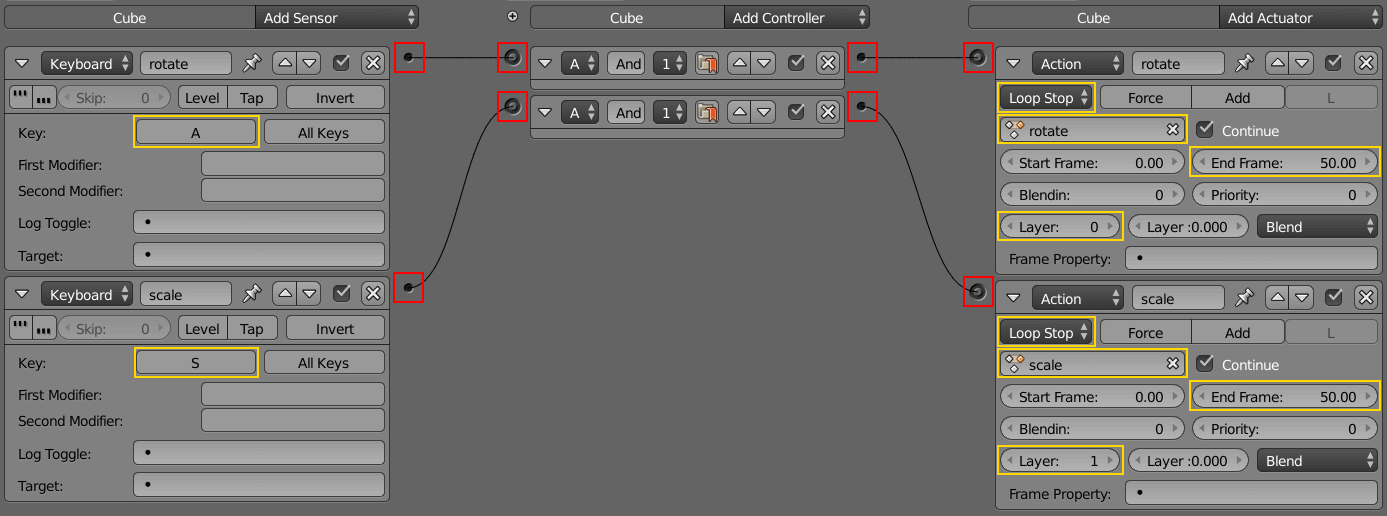 Cube Add Sensor
Keyboard rotate
Skip: 0 Level Tap Invert
Key: A All Keys
First Modifier:
Second Modifier:
Log Toggle:
Target:
Keyboard scale
Skip: 0 Level Tap Invert
Key: S All Keys
First Modifier:
Second Modifier:
Log Toggle:
Target:
Cube Add Controller
A And 1
A And 1
Cube Add Actuator
Action rotate
Loop Stop Force Add L
rotate Continue
Start Frame: 0.00 End Frame: 50.00
Blendin: 0 Priority: 0
Layer: 0 Layer :0.000 Blend
Frame Property:
Action scale
Loop Stop Force Add L
scale Continue
Start Frame: 0.00 End Frame: 50.00
Blendin: 0 Priority: 0
Layer: 1 Layer :0.000 Blend
Frame Property: